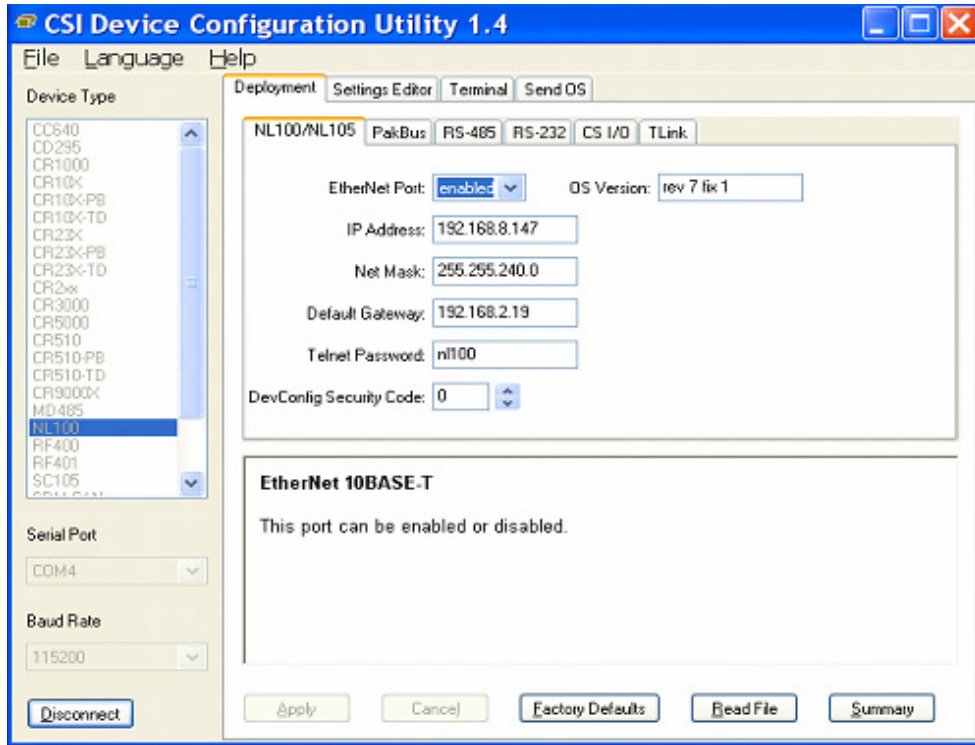 CSI Device Configuration Utility 1.4
File Language Help
Device Type
CC640
CD295
CR1000
CR10X
CR10X-PB
CR10X-TD
CR23X
CR23X-PB
CR23X-TD
CR2xx
CR3000
CR5000
CR510
CR510-PB
CR510-TD
CR9000X
MD485
NL100
RF400
RF401
SC105
Serial Port
COM4
Baud Rate
115200
Disconnect
Deployment Settings Editor Terminal Send OS
NL100/NL105 PakBus RS-485 RS-232 CS I/O TLink
EtherNet Port: enabled OS Version: rev 7 fix 1
IP Address: 192.168.8.147
Net Mask: 255.255.240.0
Default Gateway: 192.168.2.19
Telnet Password: nl100
DevConfig Security Code: 0
EtherNet 10BASE-T
This port can be enabled or disabled.
Apply Cancel Factory Defaults Read File Summary